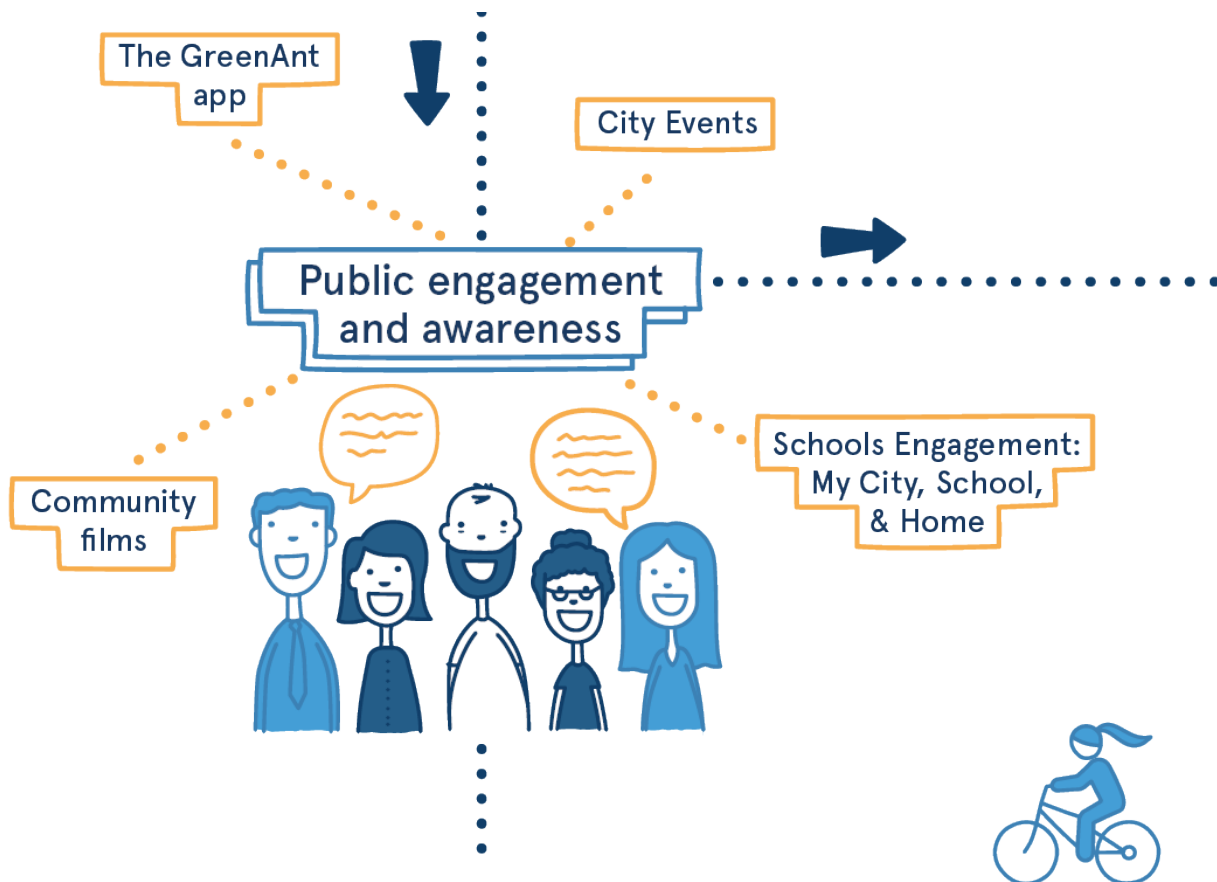 The GreenAnt
app
City Events
Public engagement
and awareness
Community
films
Schools Engagement:
My City, School,
& Home